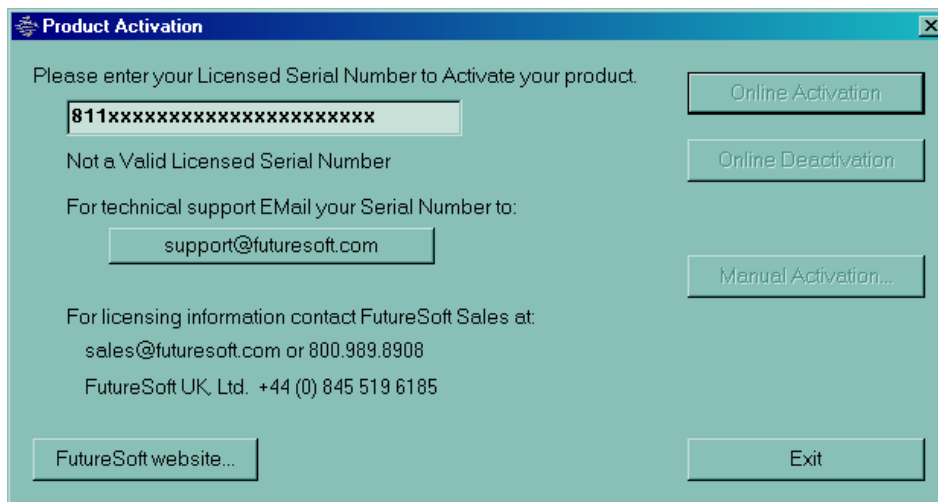 Product Activation
Please enter your Licensed Serial Number to Activate your product.
811xxxxxxxxxxxxxxxxxxxxxx
Not a Valid Licensed Serial Number
For technical support EMail your Serial Number to:
support@futuresoft.com
For licensing information contact FutureSoft Sales at:
sales@futuresoft.com or 800.989.8908
FutureSoft UK, Ltd. +44 (0) 845 519 6185
FutureSoft website...
Online Activation
Online Deactivation
Manual Activation...
Exit